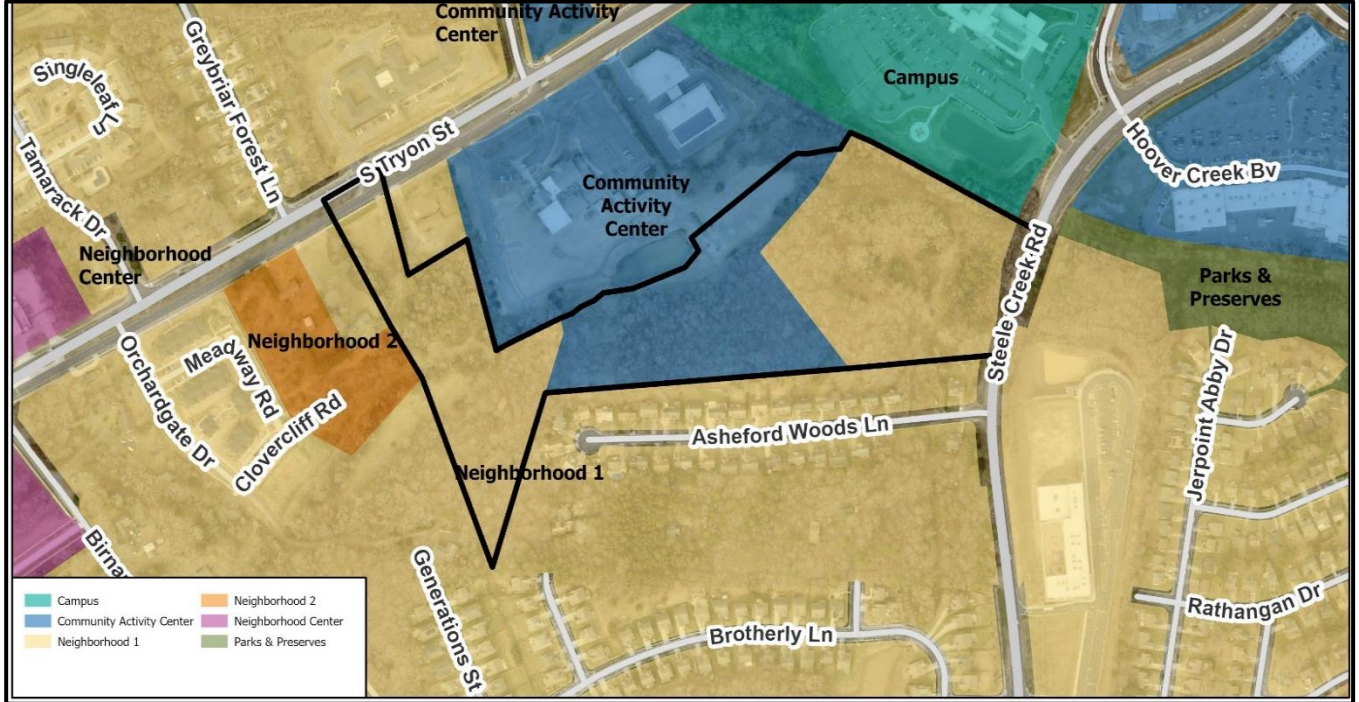 Community Activity
Center
Greybriar Forest Ln
Singleleaf Ln
Tamarack Dr
S Tryon St
Campus
Hoover Creek Bv
Community
Activity
Center
Neighborhood
Center
Steele Creek Rd
Parks &
Preserves
Neighborhood 2
Meadway Rd
Orchardgate Dr
Clovercliff Rd
Asheford Woods Ln
Jerpoint Abby Dr
Neighborhood 1
Generations St
Rathangan Dr
Brotherly Ln
Campus
Community Activity Center
Neighborhood 1
Neighborhood 2
Neighborhood Center
Parks & Preserves